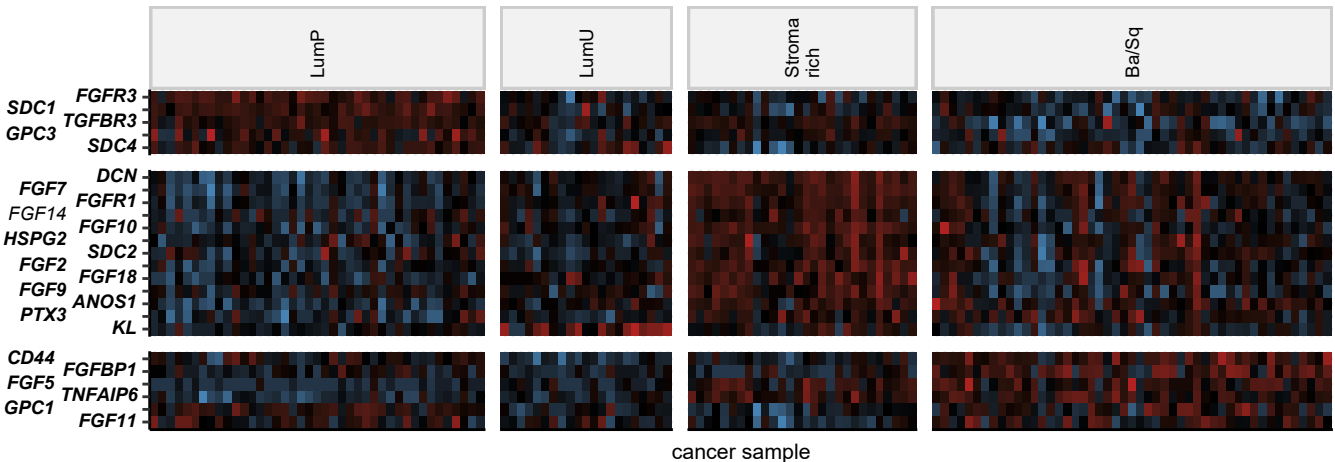 LumP
LumU
Stroma
rich
Ba/Sq
FGFR3
SDC1
TGFBR3
GPC3
SDC4
DCN
FGF7
FGFR1
FGF14
FGF10
HSPG2
SDC2
FGF2
FGF18
FGF9
ANOS1
PTX3
KL
CD44
FGFBP1
FGF5
TNFAIP6
GPC1
FGF11
cancer sample